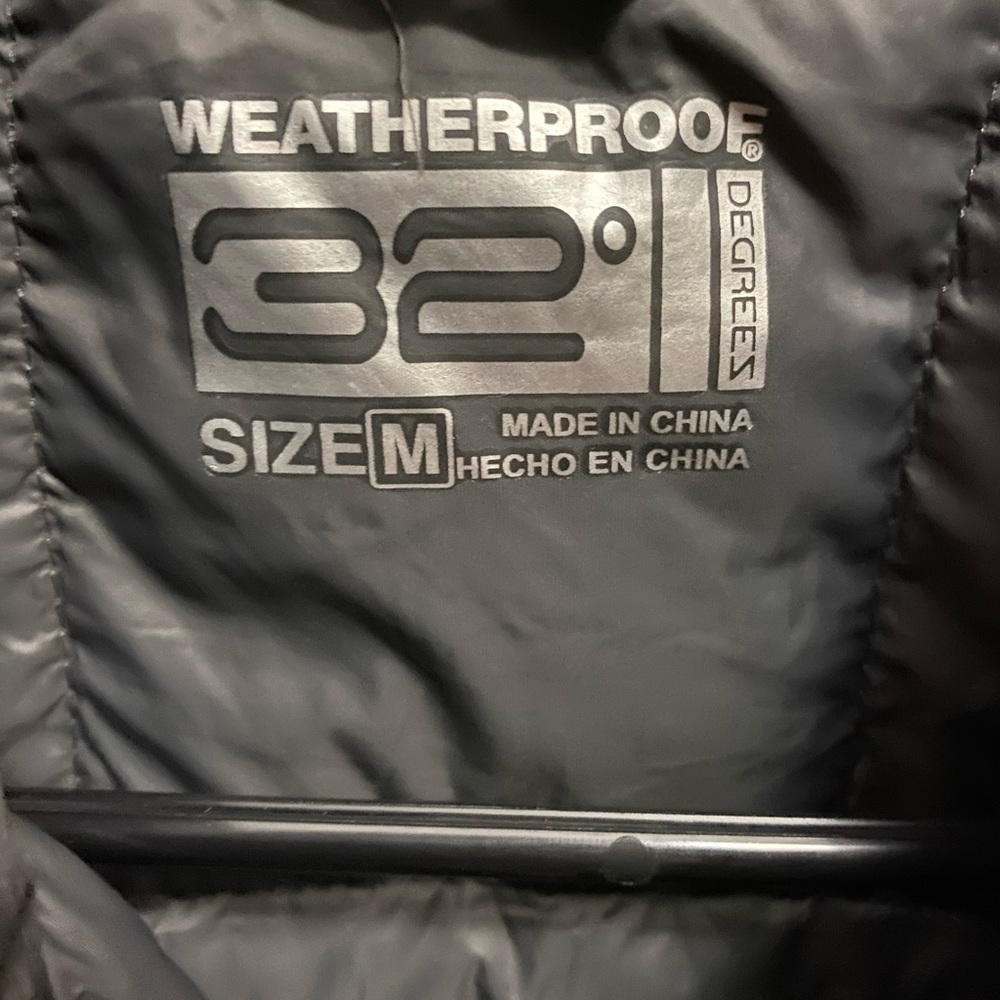 WEATHERPROOF®
32° DEGREES
SIZE M MADE IN CHINA
HECHO EN CHINA